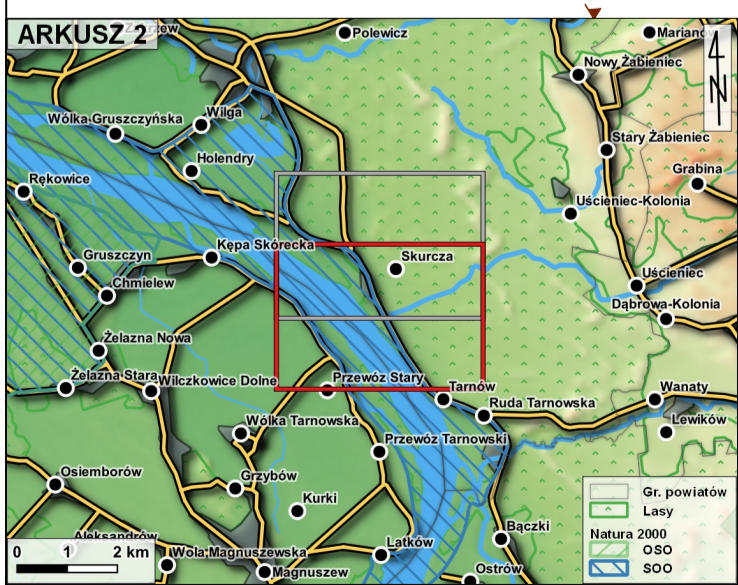 ARKUSZ 2
Polewicz
Marianów
Nowy Żabieniec
N
Wólka Gruszczyńska
Wilga
Stary Żabieniec
Holendry
Grabina
Rękowice
Uścieniec-Kolonia
Kępa Skórecka
Gruszczyn
Skurcza
Chmielew
Uścieniec
Dąbrowa-Kolonia
Żelazna Nowa
Żelazna Stara
Wilczkowice Dolne
Przewóz Stary
Tarnów
Wanaty
Ruda Tarnowska
Wólka Tarnowska
Lewików
Przewóz Tarnowski
Osiemborów
Grzybów
Kurki
Gr. powiatów
Lasy
Natura 2000
OSO
SOO
Aleksandrów
Bączki
Latków
0 1 2 km
Wola Magnuszewska
Magnuszew
Ostrów